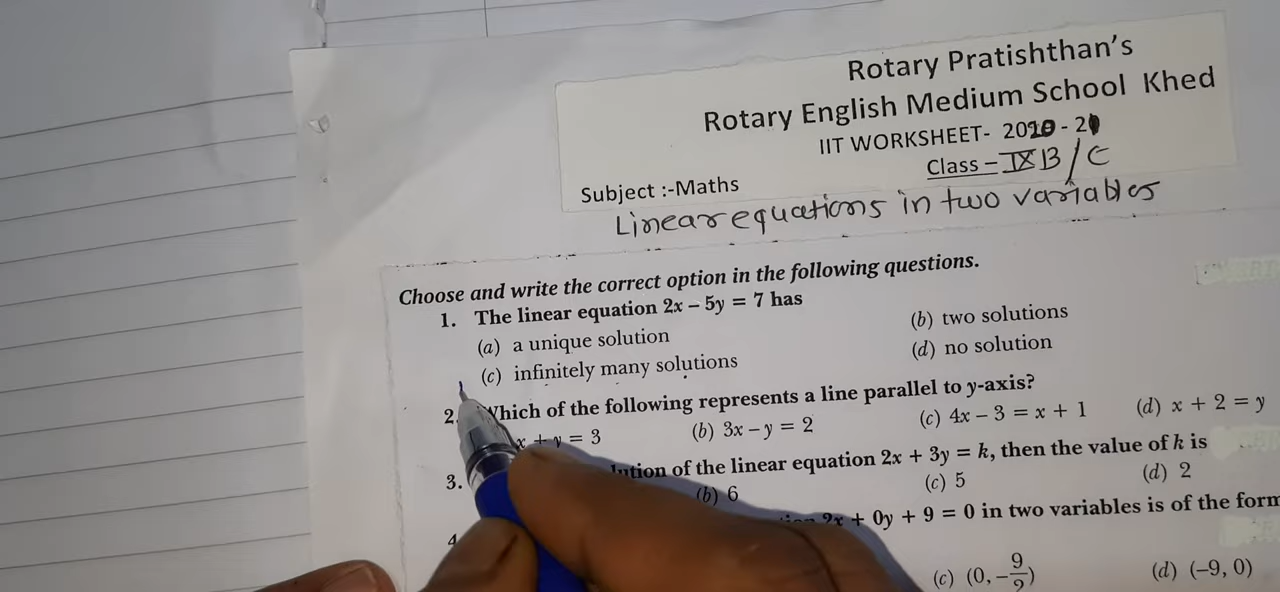 Rotary Pratishthan's
Rotary English Medium School Khed
IIT WORKSHEET- 2020 - 21
Class – IX B/C
Subject :-Maths
Linear equations in two variables
Choose and write the correct option in the following questions.
1. The linear equation 2x – 5y = 7 has
(a) a unique solution (b) two solutions
(c) infinitely many solutions (d) no solution
2. Which of the following represents a line parallel to y-axis?
x + y = 3 (b) 3x – y = 2 (c) 4x – 3 = x + 1 (d) x + 2 = y
3. of the linear equation 2x + 3y = k, then the value of k is
(b) 6 (c) 5 (d) 2
4 + 0y + 9 = 0 in two variables is of the form
(c) (0, – 9/2) (d) (–9, 0)